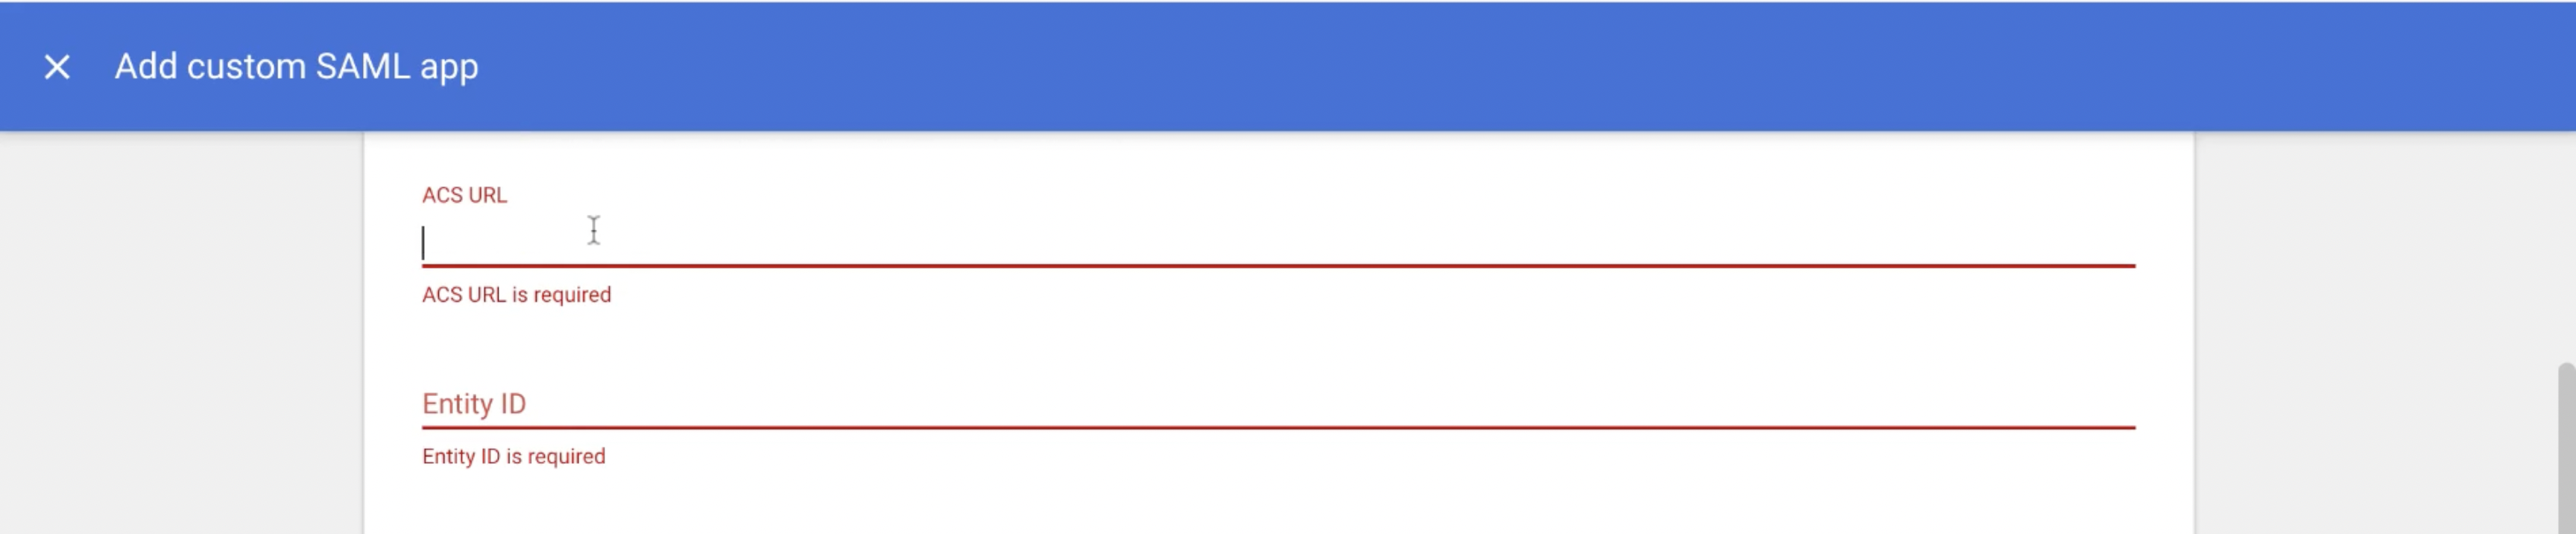 Add custom SAML app
ACS URL
ACS URL is required
Entity ID
Entity ID is required